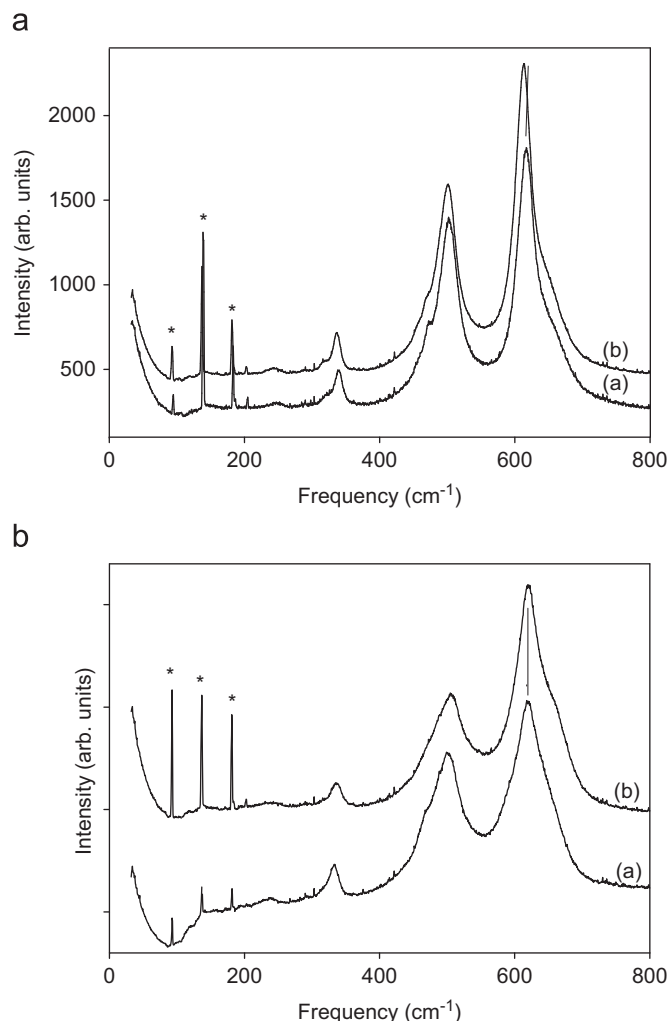 a
2000
1500
1000
500
Intensity (arb. units)
*
*
*
(b)
(a)
0 200 400 600 800
Frequency (cm-1)
b
Intensity (arb. units)
* * *
(b)
(a)
0 200 400 600 800
Frequency (cm-1)